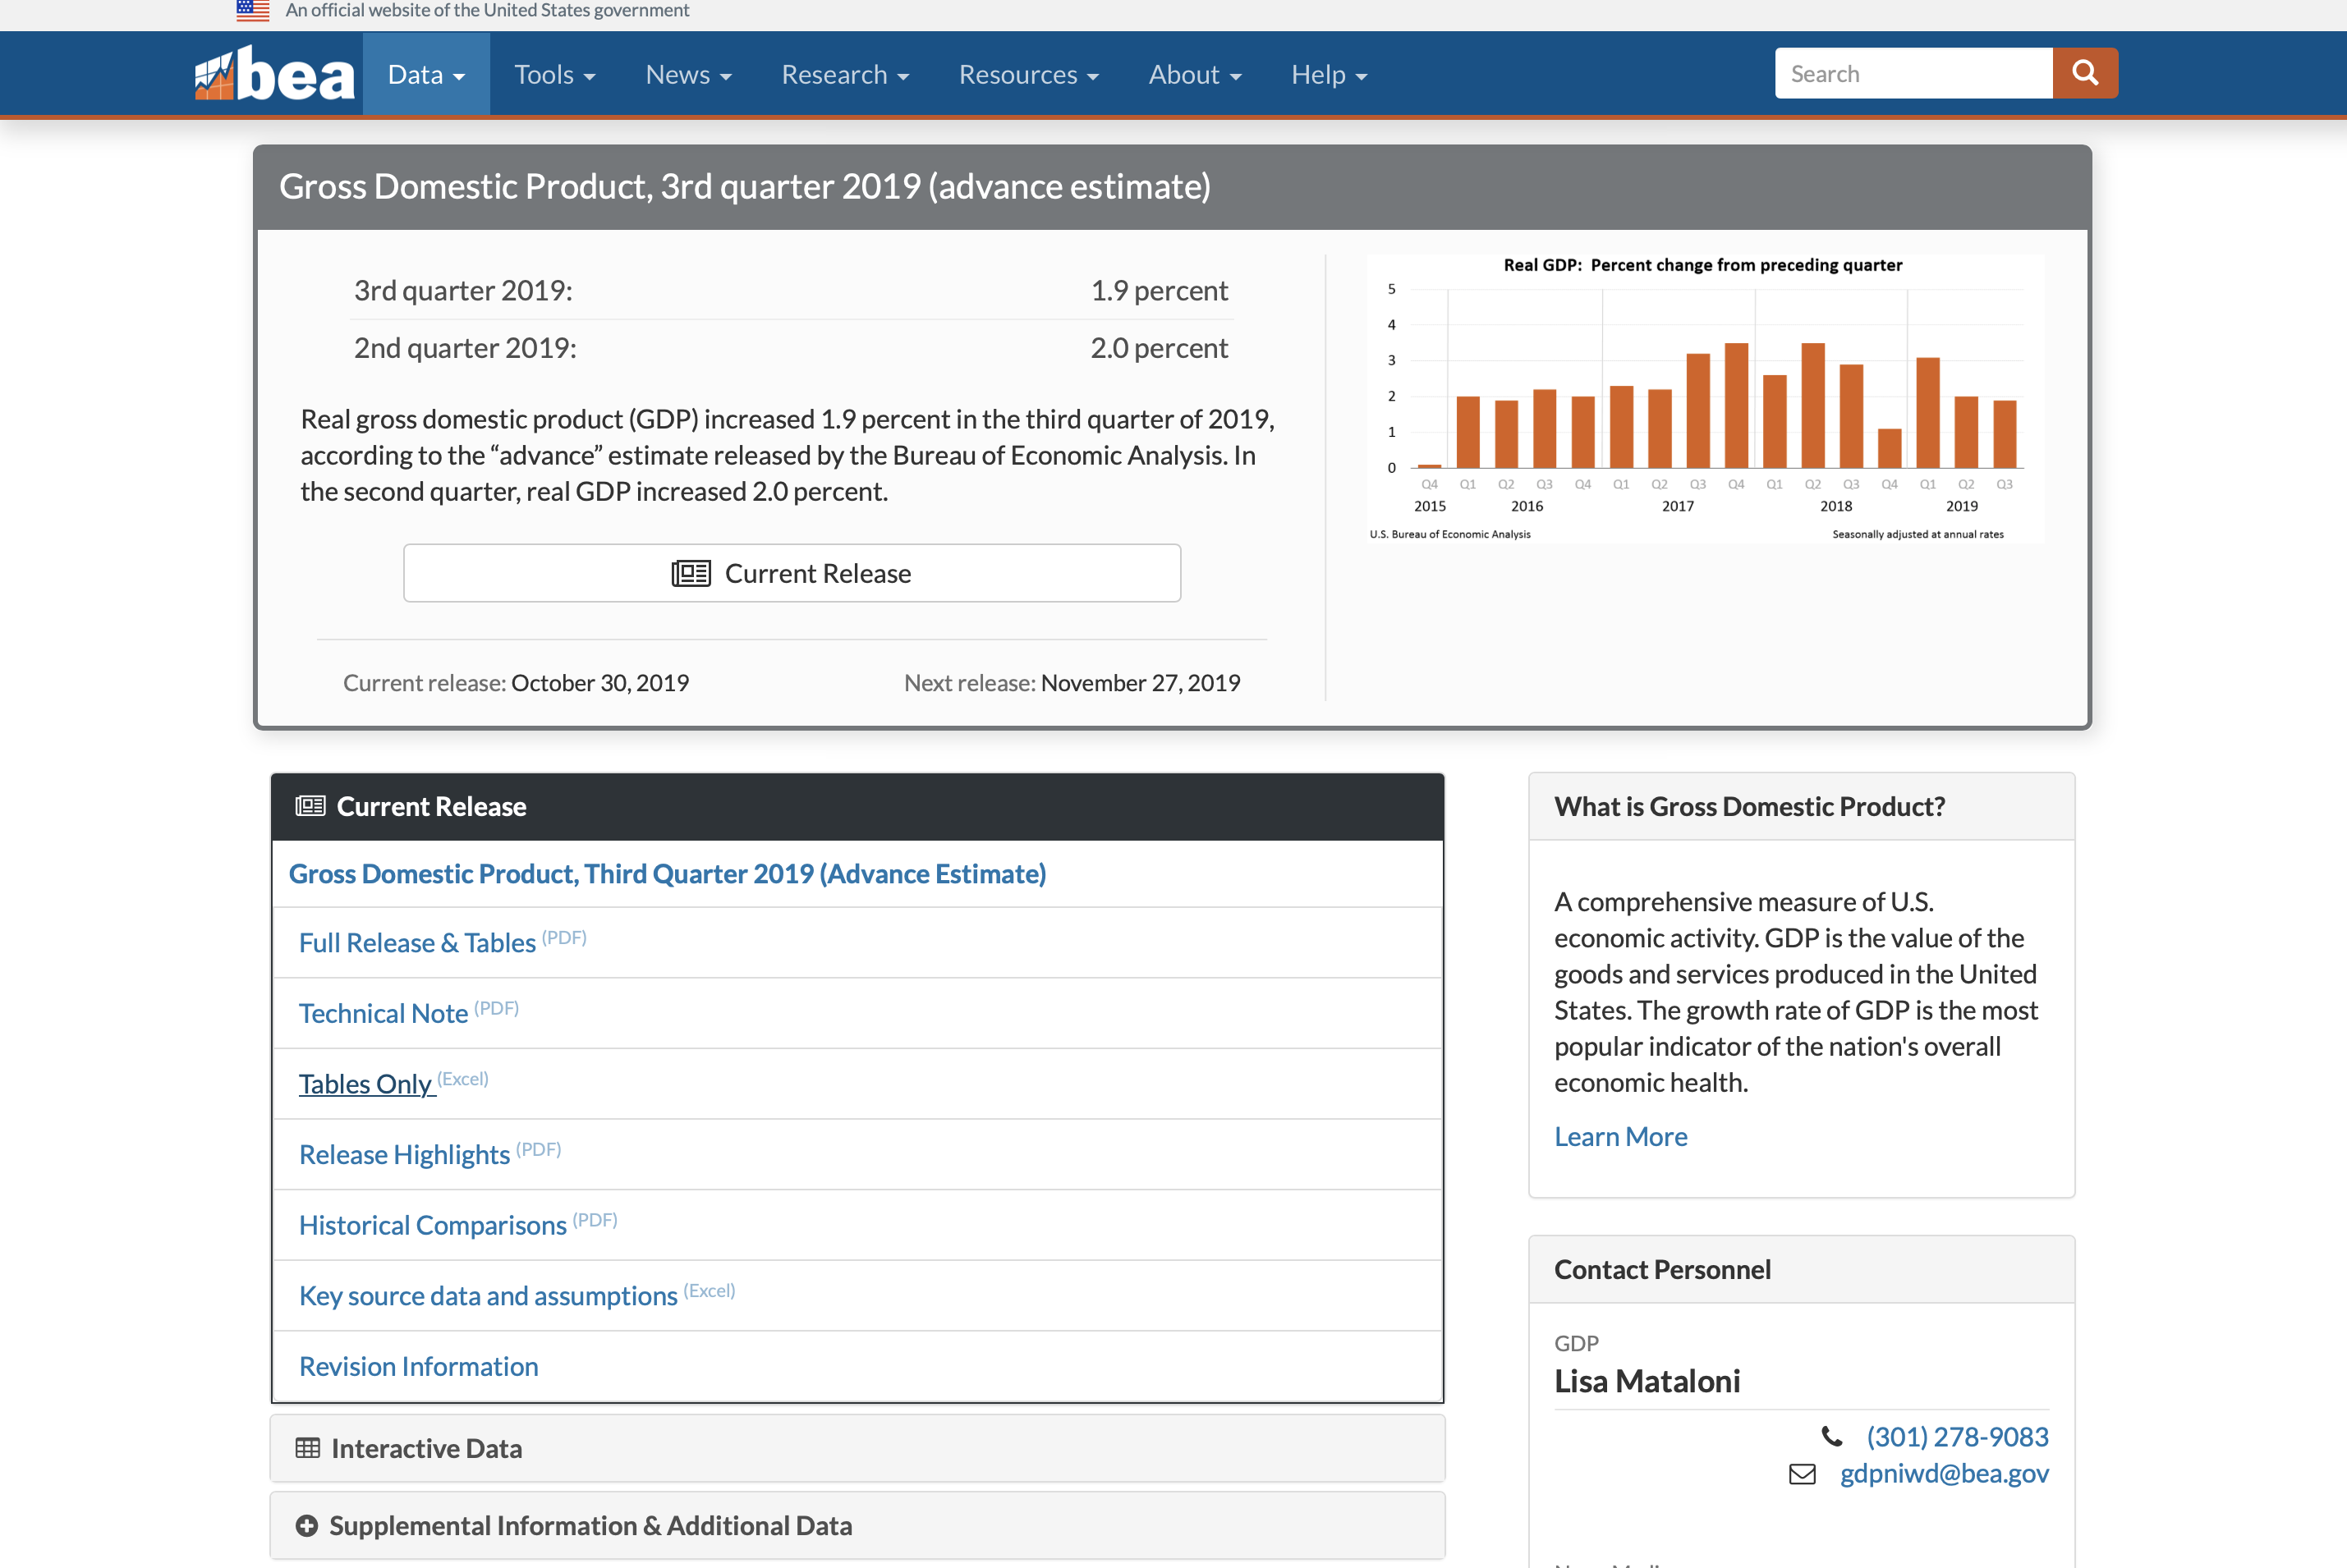 An official website of the United States government
bea
Data
Tools
News
Research
Resources
About
Help
Search
Gross Domestic Product, 3rd quarter 2019 (advance estimate)
3rd quarter 2019: 1.9 percent
2nd quarter 2019: 2.0 percent
Real gross domestic product (GDP) increased 1.9 percent in the third quarter of 2019,
according to the “advance” estimate released by the Bureau of Economic Analysis. In
the second quarter, real GDP increased 2.0 percent.
Current Release
Current release: October 30, 2019
Next release: November 27, 2019
Real GDP: Percent change from preceding quarter
5
4
3
2
1
0
Q4 Q1 Q2 Q3 Q4 Q1 Q2 Q3 Q4 Q1 Q2 Q3 Q4 Q1 Q2 Q3
2015 2016 2017 2018 2019
U.S. Bureau of Economic Analysis
Seasonally adjusted at annual rates
Current Release
Gross Domestic Product, Third Quarter 2019 (Advance Estimate)
Full Release & Tables (PDF)
Technical Note (PDF)
Tables Only (Excel)
Release Highlights (PDF)
Historical Comparisons (PDF)
Key source data and assumptions (Excel)
Revision Information
Interactive Data
Supplemental Information & Additional Data
What is Gross Domestic Product?
A comprehensive measure of U.S.
economic activity. GDP is the value of the
goods and services produced in the United
States. The growth rate of GDP is the most
popular indicator of the nation's overall
economic health.
Learn More
Contact Personnel
GDP
Lisa Mataloni
(301) 278-9083
gdpniwd@bea.gov